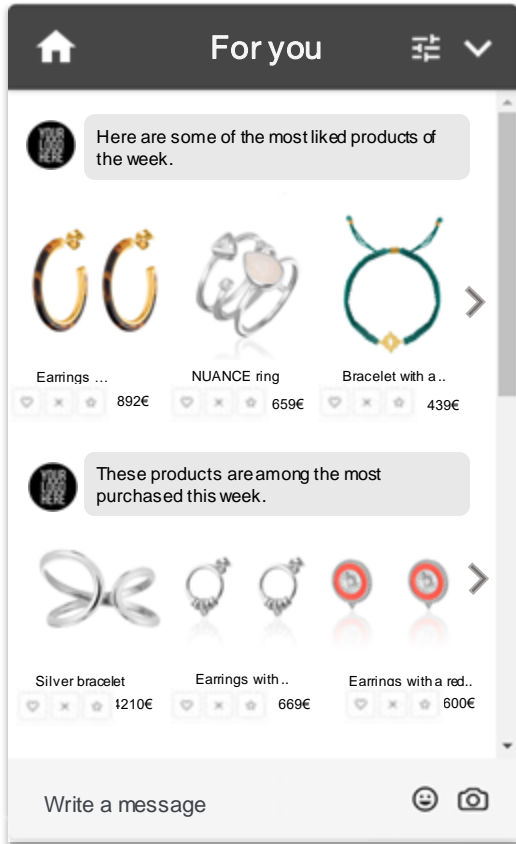 For you
YOUR
LOGO
HERE
Here are some of the most liked products of
the week.
Earrings ...
NUANCE ring
Bracelet with a..
892€
659€
439€
YOUR
LOGO
HERE
These products are among the most
purchased this week.
Silver bracelet
Earrings with..
Earrings with a red..
4210€
669€
600€
Write a message